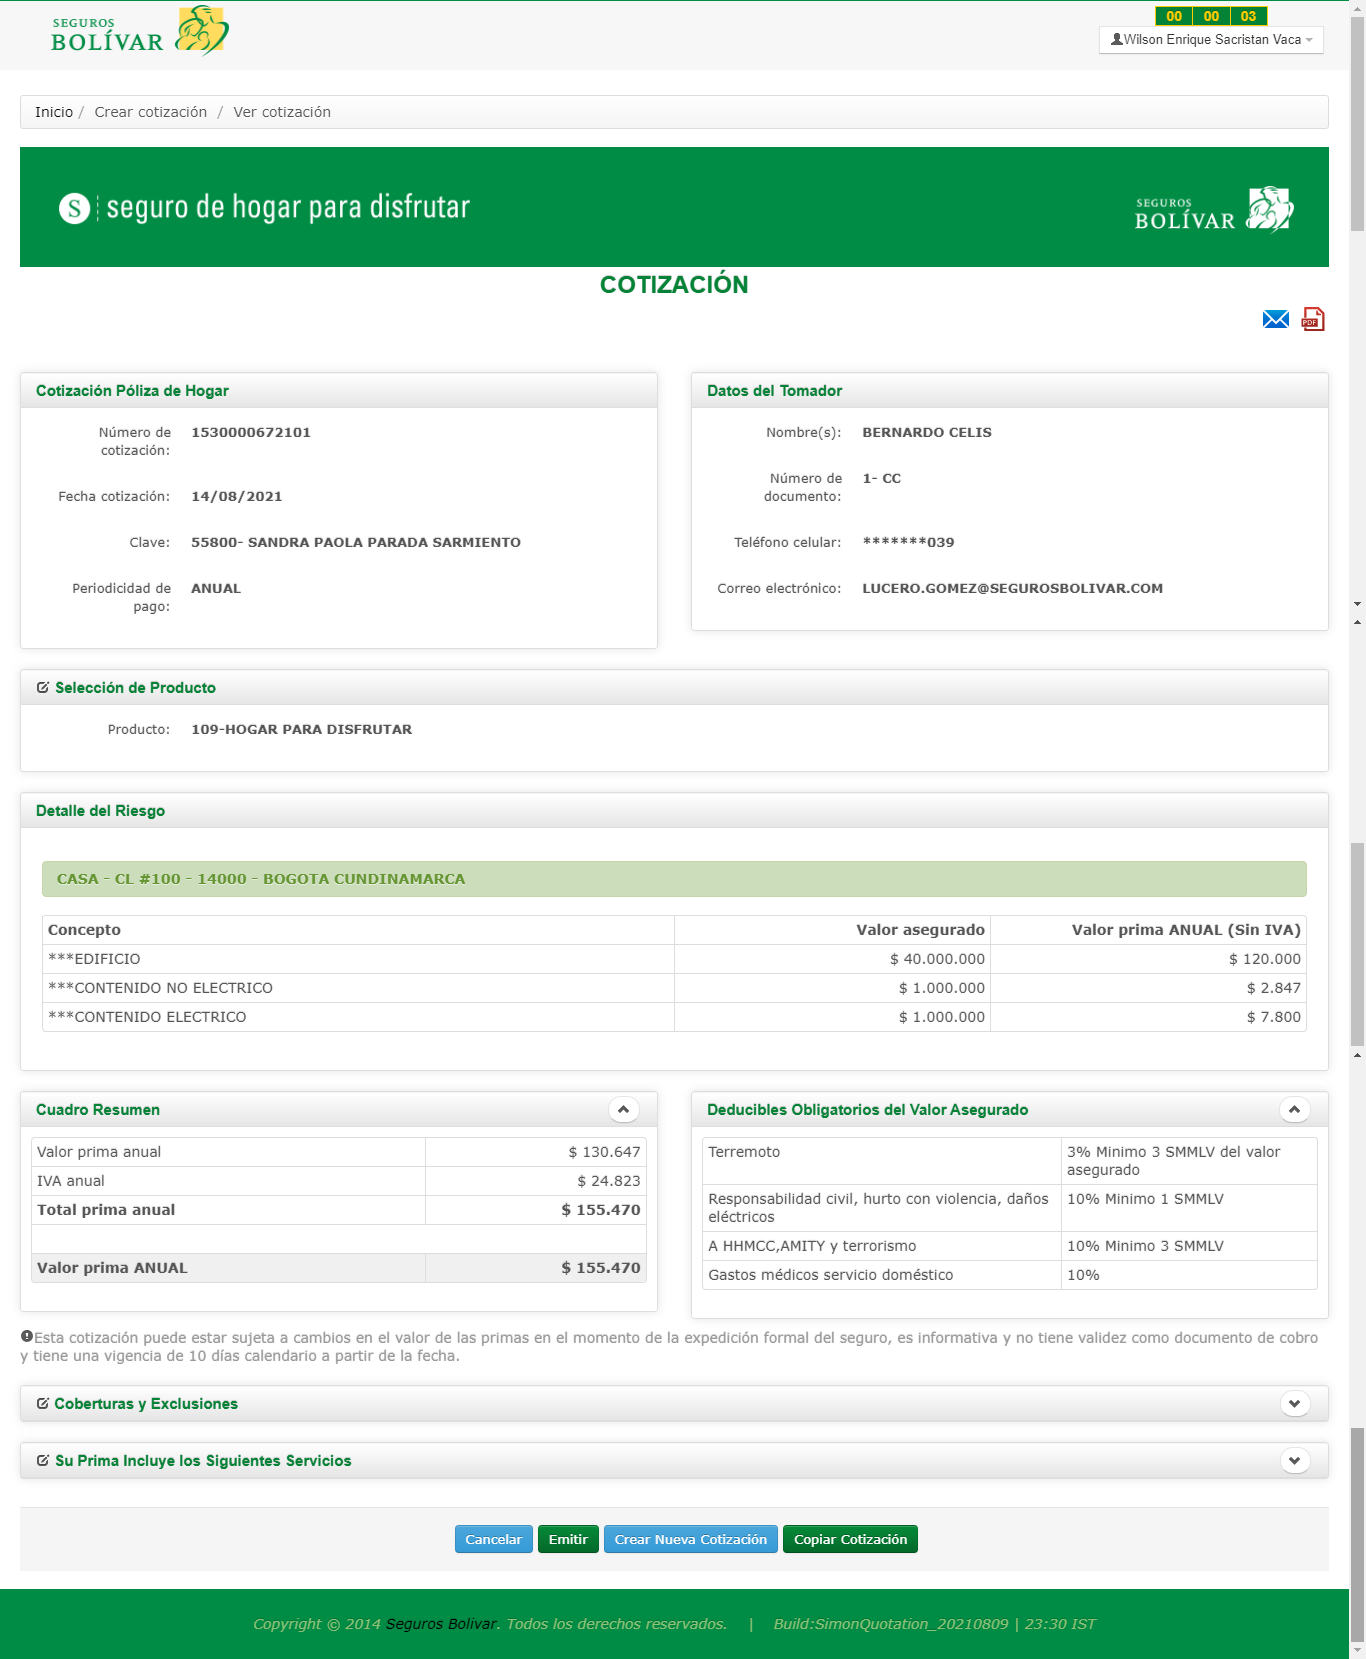 SEGUROS
BOLÍVAR
00 00 03
Wilson Enrique Sacristan Vaca
Inicio / Crear cotización / Ver cotización
S seguro de hogar para disfrutar
SEGUROS
BOLÍVAR
COTIZACIÓN
PDF
Cotización Póliza de Hogar
Número de cotización: 1530000672101
Fecha cotización: 14/08/2021
Clave: 55800- SANDRA PAOLA PARADA SARMIENTO
Periodicidad de pago: ANUAL
Datos del Tomador
Nombre(s): BERNARDO CELIS
Número de documento: 1- CC
Teléfono celular: *******039
Correo electrónico: LUCERO.GOMEZ@SEGUROSBOLIVAR.COM
Selección de Producto
Producto: 109-HOGAR PARA DISFRUTAR
Detalle del Riesgo
CASA - CL #100 - 14000 - BOGOTA CUNDINAMARCA
Concepto Valor asegurado Valor prima ANUAL (Sin IVA)
***EDIFICIO $ 40.000.000 $ 120.000
***CONTENIDO NO ELECTRICO $ 1.000.000 $ 2.847
***CONTENIDO ELECTRICO $ 1.000.000 $ 7.800
Cuadro Resumen
Valor prima anual $ 130.647
IVA anual $ 24.823
Total prima anual $ 155.470
Valor prima ANUAL $ 155.470
Deducibles Obligatorios del Valor Asegurado
Terremoto 3% Minimo 3 SMMLV del valor asegurado
Responsabilidad civil, hurto con violencia, daños eléctricos 10% Minimo 1 SMMLV
A HHMCC,AMITY y terrorismo 10% Minimo 3 SMMLV
Gastos médicos servicio doméstico 10%
Esta cotización puede estar sujeta a cambios en el valor de las primas en el momento de la expedición formal del seguro, es informativa y no tiene validez como documento de cobro
y tiene una vigencia de 10 días calendario a partir de la fecha.
Coberturas y Exclusiones
Su Prima Incluye los Siguientes Servicios
Cancelar Emitir Crear Nueva Cotización Copiar Cotización
Copyright © 2014 Seguros Bolivar. Todos los derechos reservados. | Build:SimonQuotation_20210809 | 23:30 IST